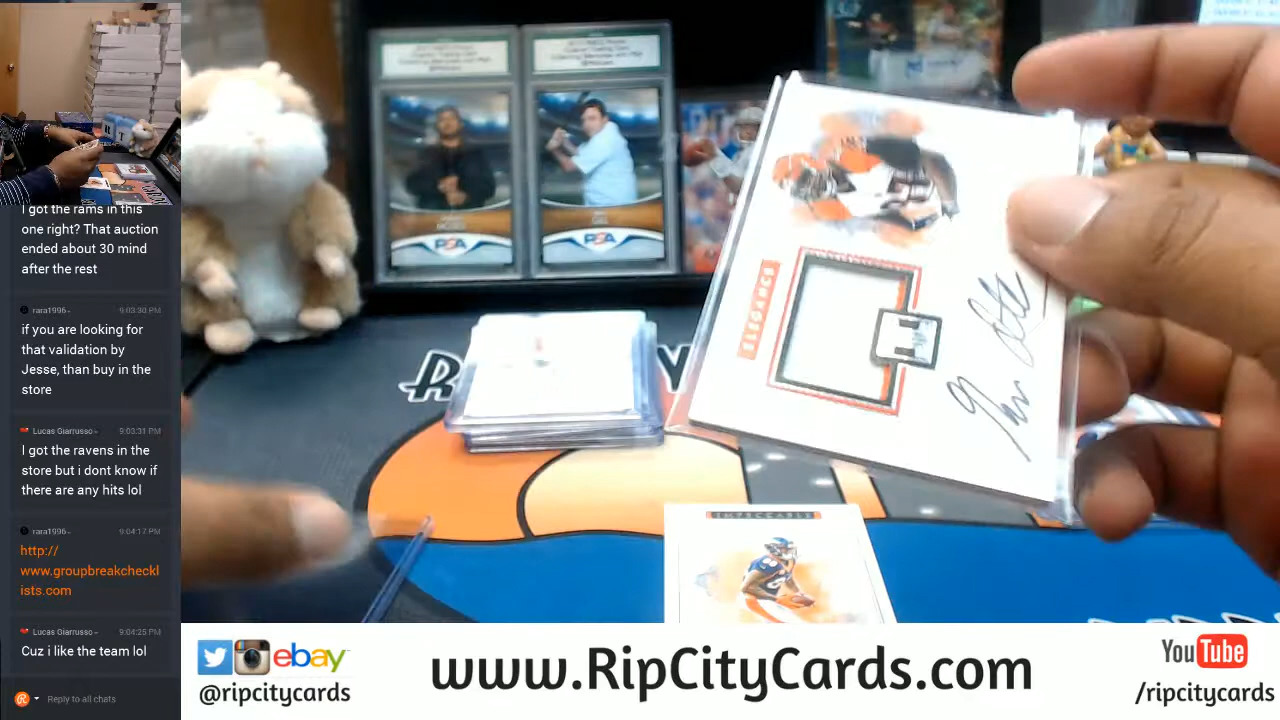 I got the rams in this
one right? That auction
ended about 30 mind
after the rest
rara1996
9:03:30 PM
if you are looking for
that validation by
Jesse, than buy in the
store
Lucas Giarrusso
9:03:31 PM
I got the ravens in the
store but i dont know if
there are any hits lol
rara1996
9:04:17 PM
http://
www.groupbreakcheckl
ists.com
Lucas Giarrusso
9:04:25 PM
Cuz i like the team lol
Reply to all chats
PSA
PSA
ELEGANCE
IMPECCABLE
ebay
@ripcitycards
www.RipCityCards.com
YouTube
/ripcitycards